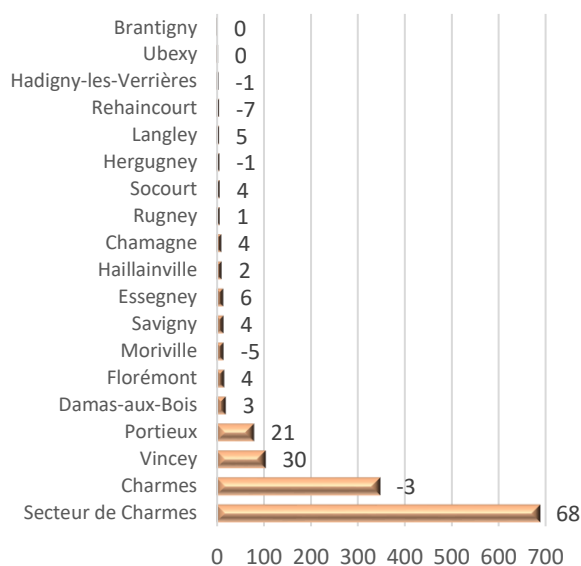 Brantigny 0
Ubexy 0
Hadigny-les-Verrières -1
Rehaincourt -7
Langley 5
Hergugney -1
Socourt 4
Rugney 1
Chamagne 4
Haillainville 2
Essegney 6
Savigny 4
Moriville -5
Florémont 4
Damas-aux-Bois 3
Portieux 21
Vincey 30
Charmes -3
Secteur de Charmes 68
0 100 200 300 400 500 600 700